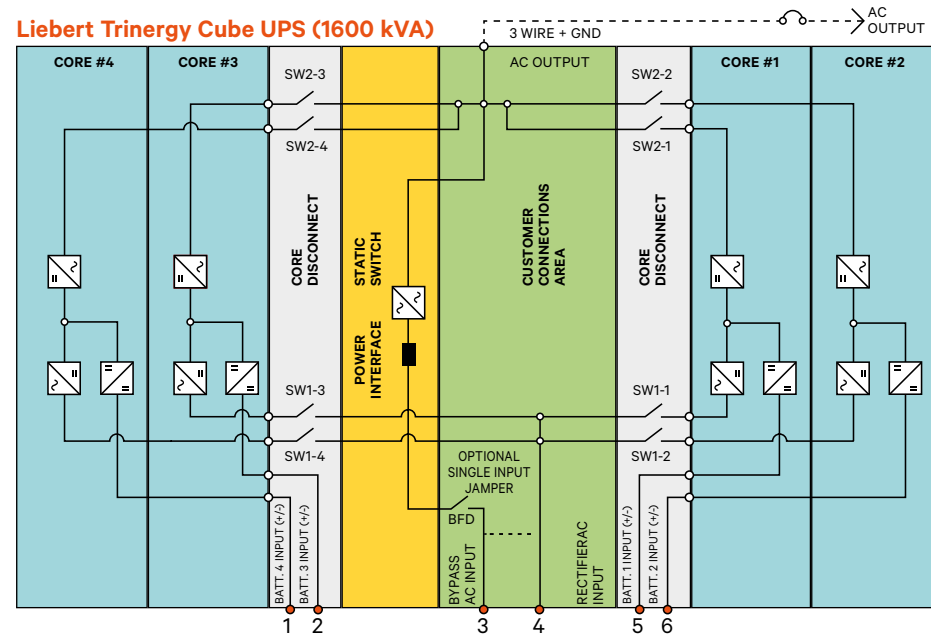 Liebert Trinergy Cube UPS (1600 kVA)
3 WIRE + GND
AC
OUTPUT
CORE #4
CORE #3
SW2-3
AC OUTPUT
SW2-2
CORE #1
CORE #2
SW2-4
SW2-1
CORE
DISCONNECT
STATIC
SWITCH
POWER
INTERFACE
CUSTOMER
CONNECTIONS
AREA
CORE
DISCONNECT
SW1-3
SW1-1
SW1-4
SW1-2
OPTIONAL
SINGLE INPUT
JAMPER
BFD
BATT. 4 INPUT (+/-)
BATT. 3 INPUT (+/-)
BYPASS
AC INPUT
RECTIFIERAC
INPUT
BATT. 1 INPUT (+/-)
BATT. 2 INPUT (+/-)
1
2
3
4
5
6